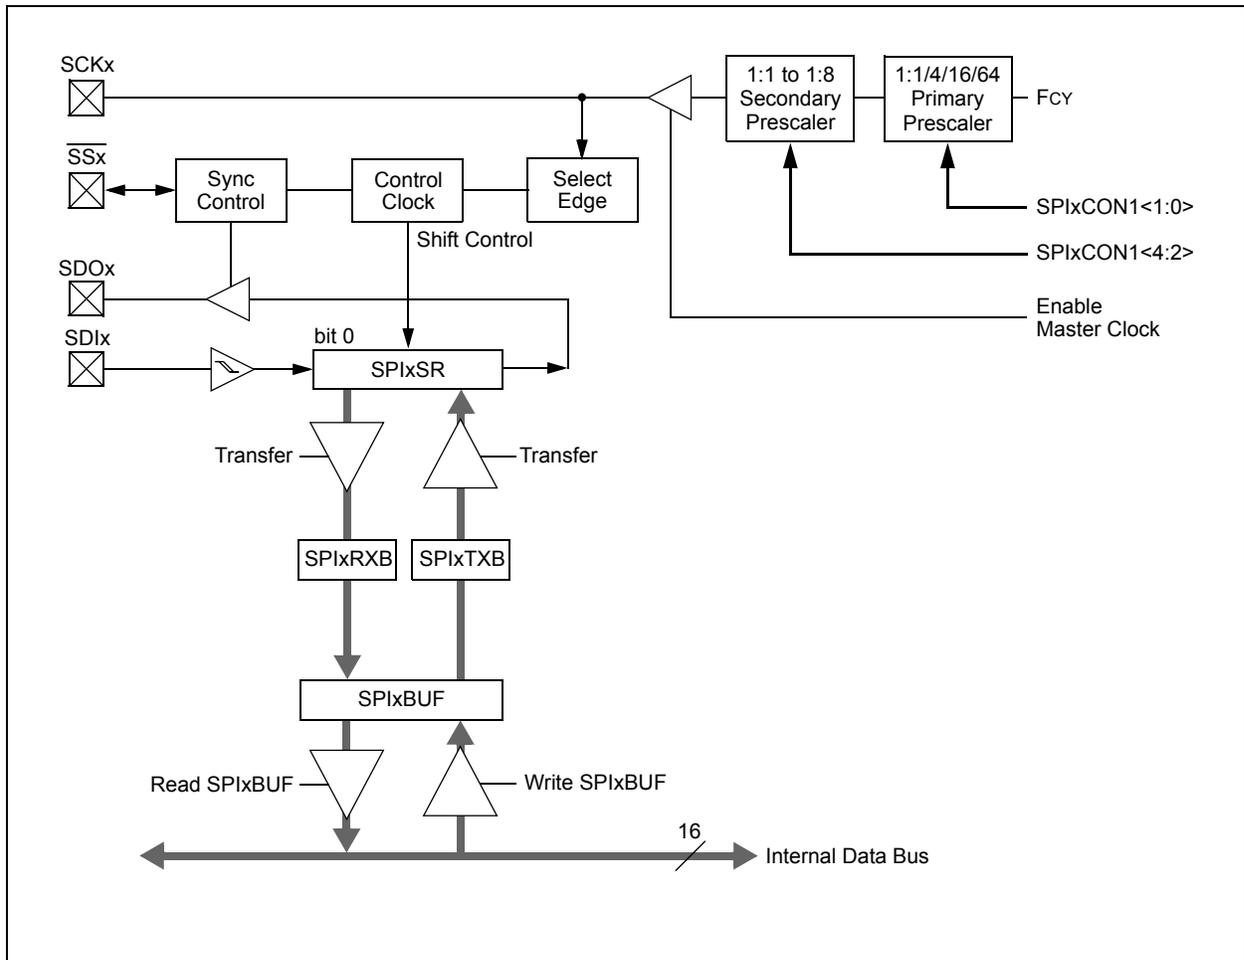 SCKx
1:1 to 1:8
Secondary
Prescaler
1:1/4/16/64
Primary
Prescaler
FCY
SSx
Sync
Control
Control
Clock
Select
Edge
SPIxCON1<1:0>
Shift Control
SPIxCON1<4:2>
SDOx
Enable
Master Clock
SDIx
bit 0
SPIxSR
Transfer
Transfer
SPIxRXB
SPIxTXB
SPIxBUF
Read SPIxBUF
Write SPIxBUF
16
Internal Data Bus